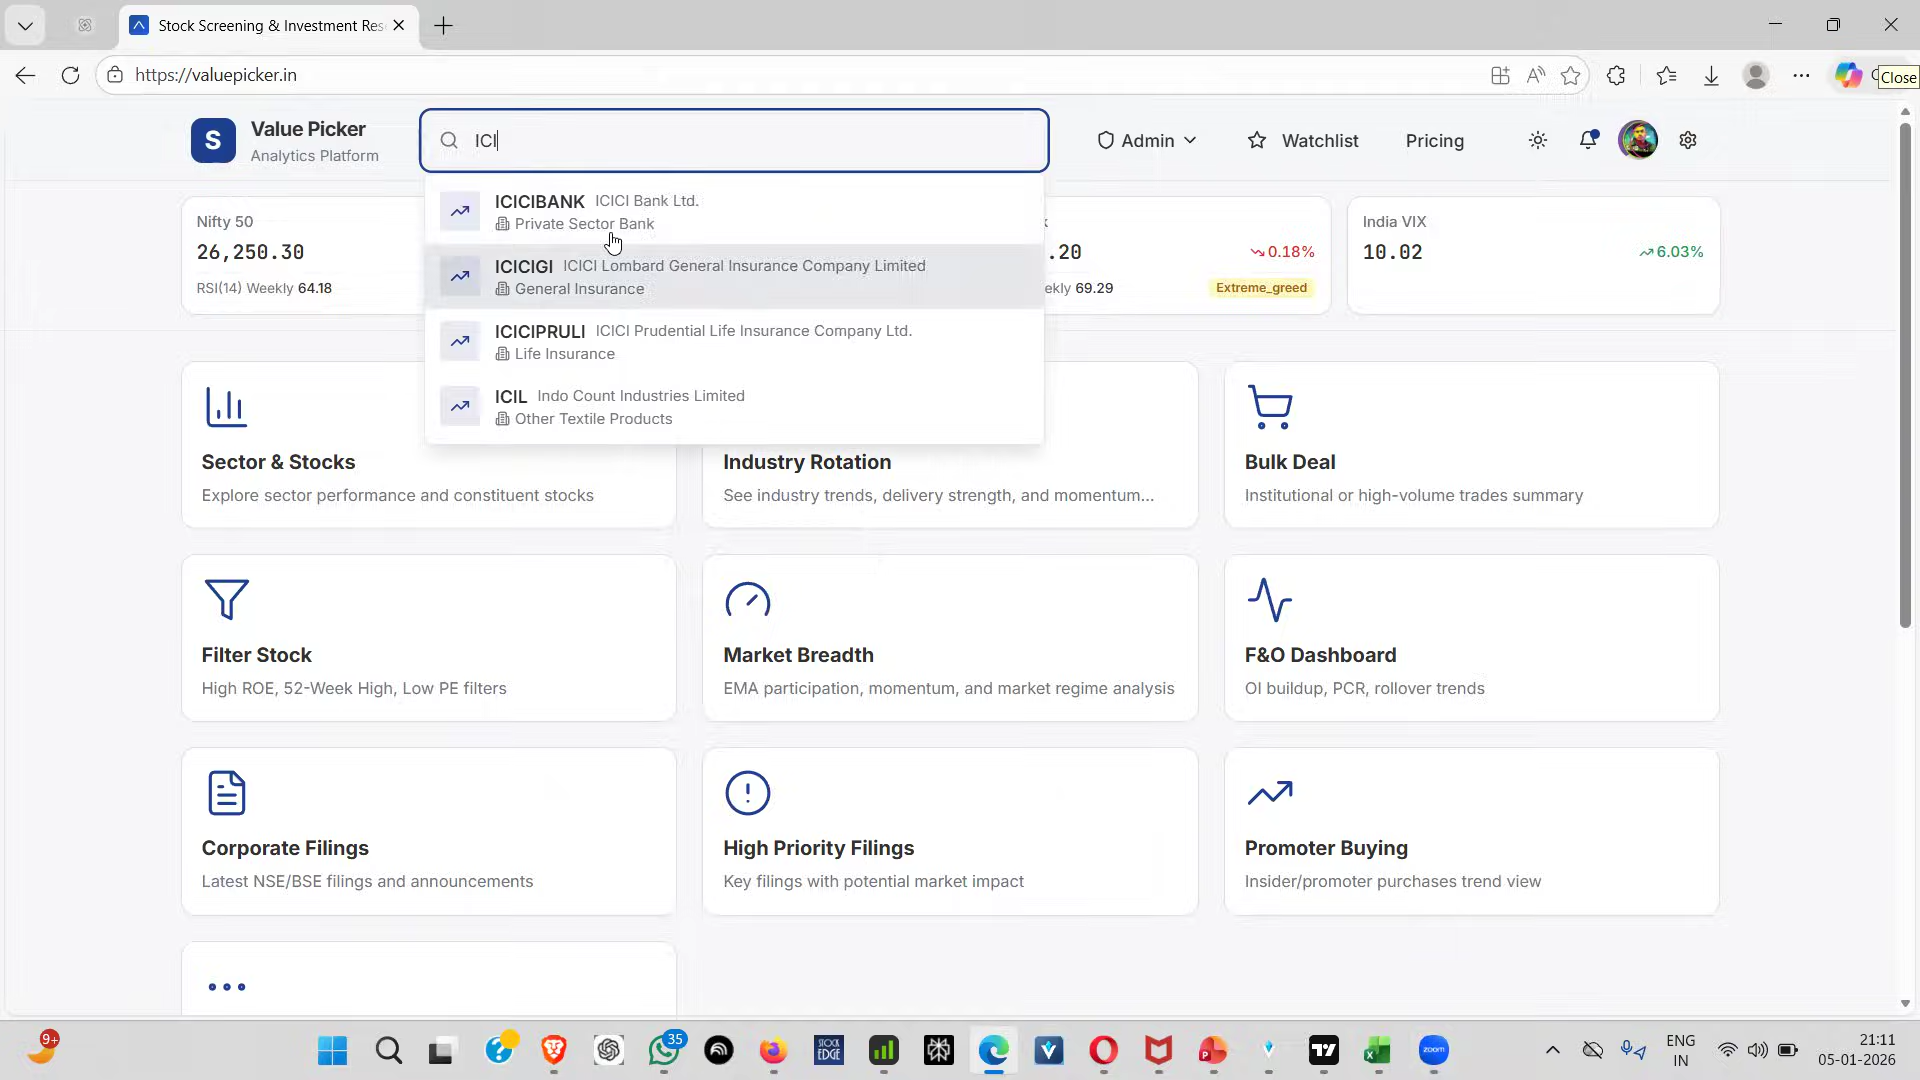 Stock Screening & Investment Res
https://valuepicker.in
Close
S
Value Picker
Analytics Platform
ICI
Admin
Watchlist
Pricing
ICICIBANK ICICI Bank Ltd.
Private Sector Bank
ICICIGI ICICI Lombard General Insurance Company Limited
General Insurance
ICICIPRULI ICICI Prudential Life Insurance Company Ltd.
Life Insurance
ICIL Indo Count Industries Limited
Other Textile Products
Nifty 50
26,250.30
RSI(14) Weekly 64.18
.20
0.18%
69.29
Extreme_greed
India VIX
10.02
6.03%
Sector & Stocks
Explore sector performance and constituent stocks
Industry Rotation
See industry trends, delivery strength, and momentum...
Bulk Deal
Institutional or high-volume trades summary
Filter Stock
High ROE, 52-Week High, Low PE filters
Market Breadth
EMA participation, momentum, and market regime analysis
F&O Dashboard
OI buildup, PCR, rollover trends
Corporate Filings
Latest NSE/BSE filings and announcements
High Priority Filings
Key filings with potential market impact
Promoter Buying
Insider/promoter purchases trend view
9+
35
STOCK
EDGE
zoom
ENG
IN
21:11
05-01-2026